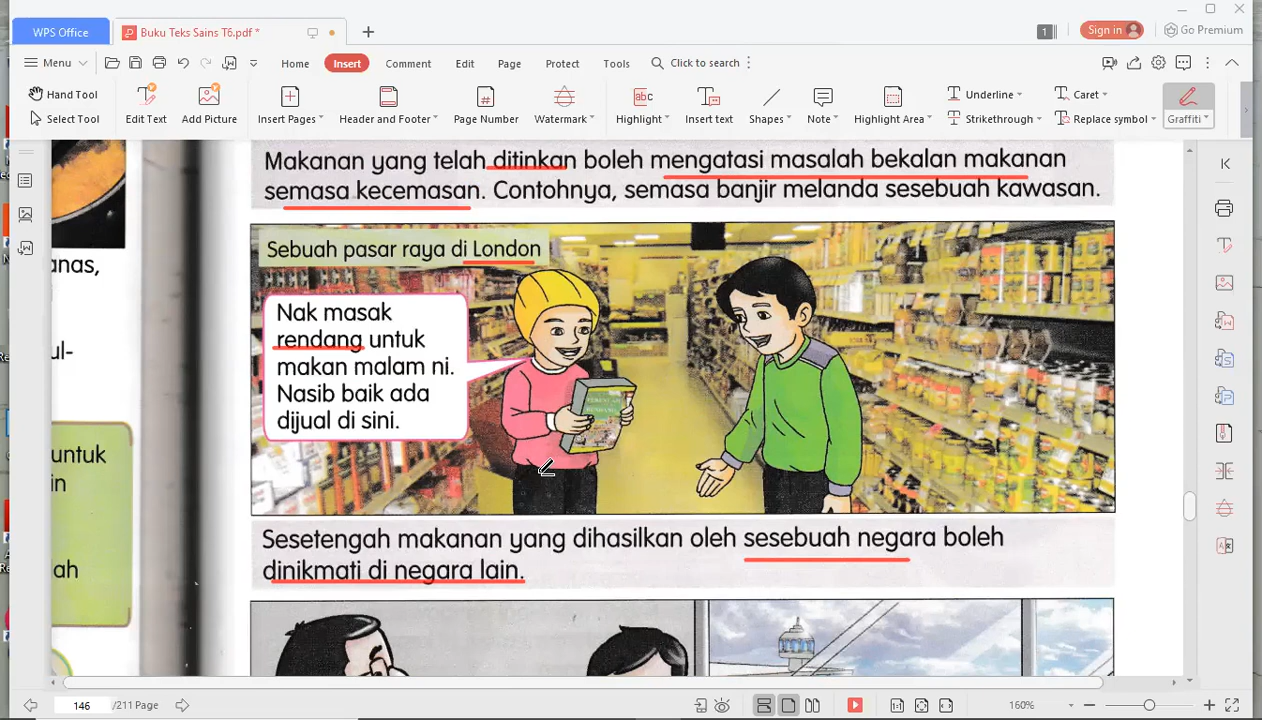 WPS Office
Buku Teks Sains T6.pdf *
1
Sign in
Go Premium
Menu
Home
Insert
Comment
Edit
Page
Protect
Tools
Click to search
Hand Tool
Select Tool
Edit Text
Add Picture
Insert Pages
Header and Footer
Page Number
Watermark
abc
Highlight
Insert text
Shapes
Note
Highlight Area
Underline
Strikethrough
Caret
Replace symbol
Graffiti
Makanan yang telah ditinkan boleh mengatasi masalah bekalan makanan
semasa kecemasan. Contohnya, semasa banjir melanda sesebuah kawasan.
Sebuah pasar raya di London
Nak masak
rendang untuk
makan malam ni.
Nasib baik ada
dijual di sini.
Sesetengah makanan yang dihasilkan oleh sesebuah negara boleh
dinikmati di negara lain.
anas,
ul-
untuk
in
ah
146
/211 Page
1:1
160%